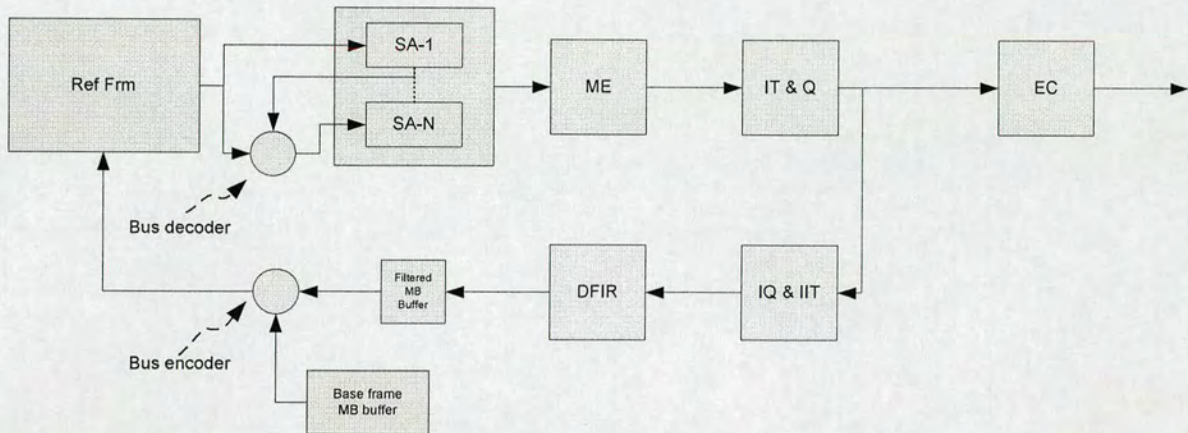 Ref Frm
SA-1
SA-N
ME
IT & Q
EC
Bus decoder
Filtered
MB
Buffer
DFIR
IQ & IIT
Bus encoder
Base frame
MB buffer